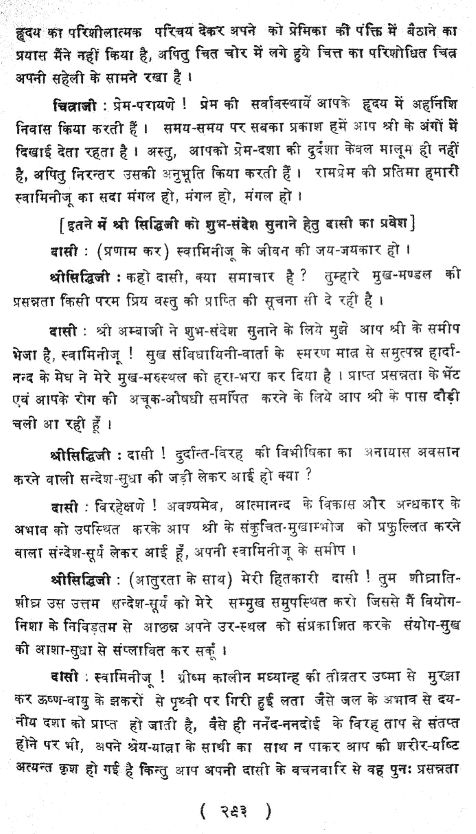 हृदय का परिशीलात्मक परिचय देकर अपने को प्रेमिका की पंक्ति में बैठाने का
प्रयास मैंने नहीं किया है, अपितु चित चोर में लगे हुये चित्त का परिशोधित चित्र
अपनी सहेली के सामने रखा है ।
चित्राजी : प्रेम-परायणे ! प्रेम की सर्वावस्थायें आपके हृदय में अहर्निशि
निवास किया करती हैं । समय-समय पर सबका प्रकाश हमें आप श्री के अंगों में
दिखाई देता रहता है । अस्तु, आपको प्रेम-दशा की दुर्दशा केवल मालूम ही नहीं
है, अपितु निरन्तर उसकी अनुभूति किया करती हैं । रामप्रेम की प्रतिमा हमारी
स्वामिनीजू का सदा मंगल हो, मंगल हो, मंगल हो ।
[इतने में श्री सिद्धिजी को शुभ-संदेश सुनाने हेतु दासी का प्रवेश]
दासी : (प्रणाम कर) स्वामिनीजू के जीवन की जय-जयकार हो ।
श्रीसिद्धिजी : कहो दासी, क्या समाचार है ? तुम्हारे मुख-मण्डल की
प्रसन्नता किसी परम प्रिय वस्तु की प्राप्ति की सूचना सी दे रही है ।
दासी : श्री अम्बाजी ने शुभ-संदेश सुनाने के लिये मुझे आप श्री के समीप
भेजा है, स्वामिनीजू ! सुख संविधायिनी-वार्ता के स्मरण मात्र से समुत्पन्न हार्दा-
नन्द के मेघ ने मेरे मुख-मरुस्थल को हरा-भरा कर दिया है । प्राप्त प्रसन्नता के भेंट
एवं आपके रोग की अचूक-औषधी समर्पित करने के लिये आप श्री के पास दौड़ी
चली आ रही हूँ ।
श्रीसिद्धिजी : दासी ! दुर्दान्त-विरह की विभीषिका का अनायास अवसान
करने वाली सन्देश-सुधा की जड़ी लेकर आई हो क्या ?
दासी : विरहेक्षणे ! अवश्यमेव, आत्मानन्द के विकास और अन्धकार के
अभाव को उपस्थित करके आप श्री के संकुचित-मुखाम्भोज को प्रफुल्लित करने
वाला संन्देश-सूर्य लेकर आई हूँ, अपनी स्वामिनीजू के समीप ।
श्रीसिद्धिजी : (आतुरता के साथ) मेरी हितकारी दासी ! तुम शीघ्राति-
शीघ्र उस उत्तम सन्देश-सूर्य को मेरे सम्मुख समुपस्थित करो जिससे मैं वियोग-
निशा के निविड़तम से आछन्न अपने उर-स्थल को संप्रकाशित करके संयोग-सुख
की आशा-सुधा से संप्लावित कर सकूँ ।
दासी : स्वामिनीजू ! ग्रीष्म कालीन मध्यान्ह की तीव्रतर उष्मा से मुरझा
कर ऊष्ण-वायु के झकरों से पृथ्वी पर गिरी हुई लता जैसे जल के अभाव से दय-
नीय दशा को प्राप्त हो जाती है, वैसे ही ननँद-ननदोई के विरह ताप से संतप्त
होने पर भी, अपने श्रेय-यात्रा के साथी का साथ न पाकर आप की शरीर-यष्टि
अत्यन्त कृश हो गई है किन्तु आप अपनी दासी के बचनवारि से वह पुनः प्रसन्नता
( २९३ )